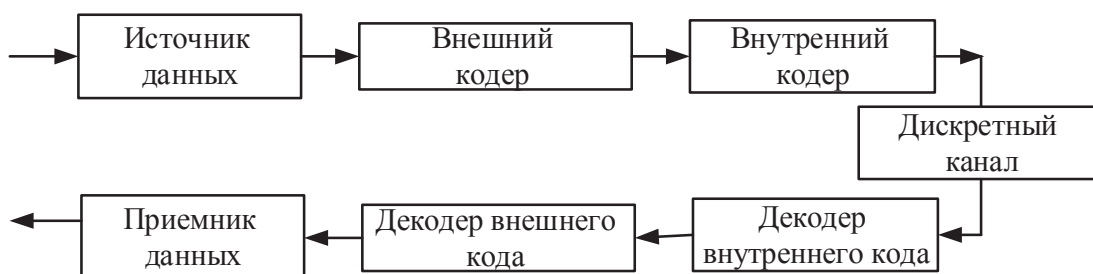 Источник
данных
Внешний
кодер
Внутренний
кодер
Дискретный
канал
Приемник
данных
Декодер внешнего
кода
Декодер
внутреннего кода